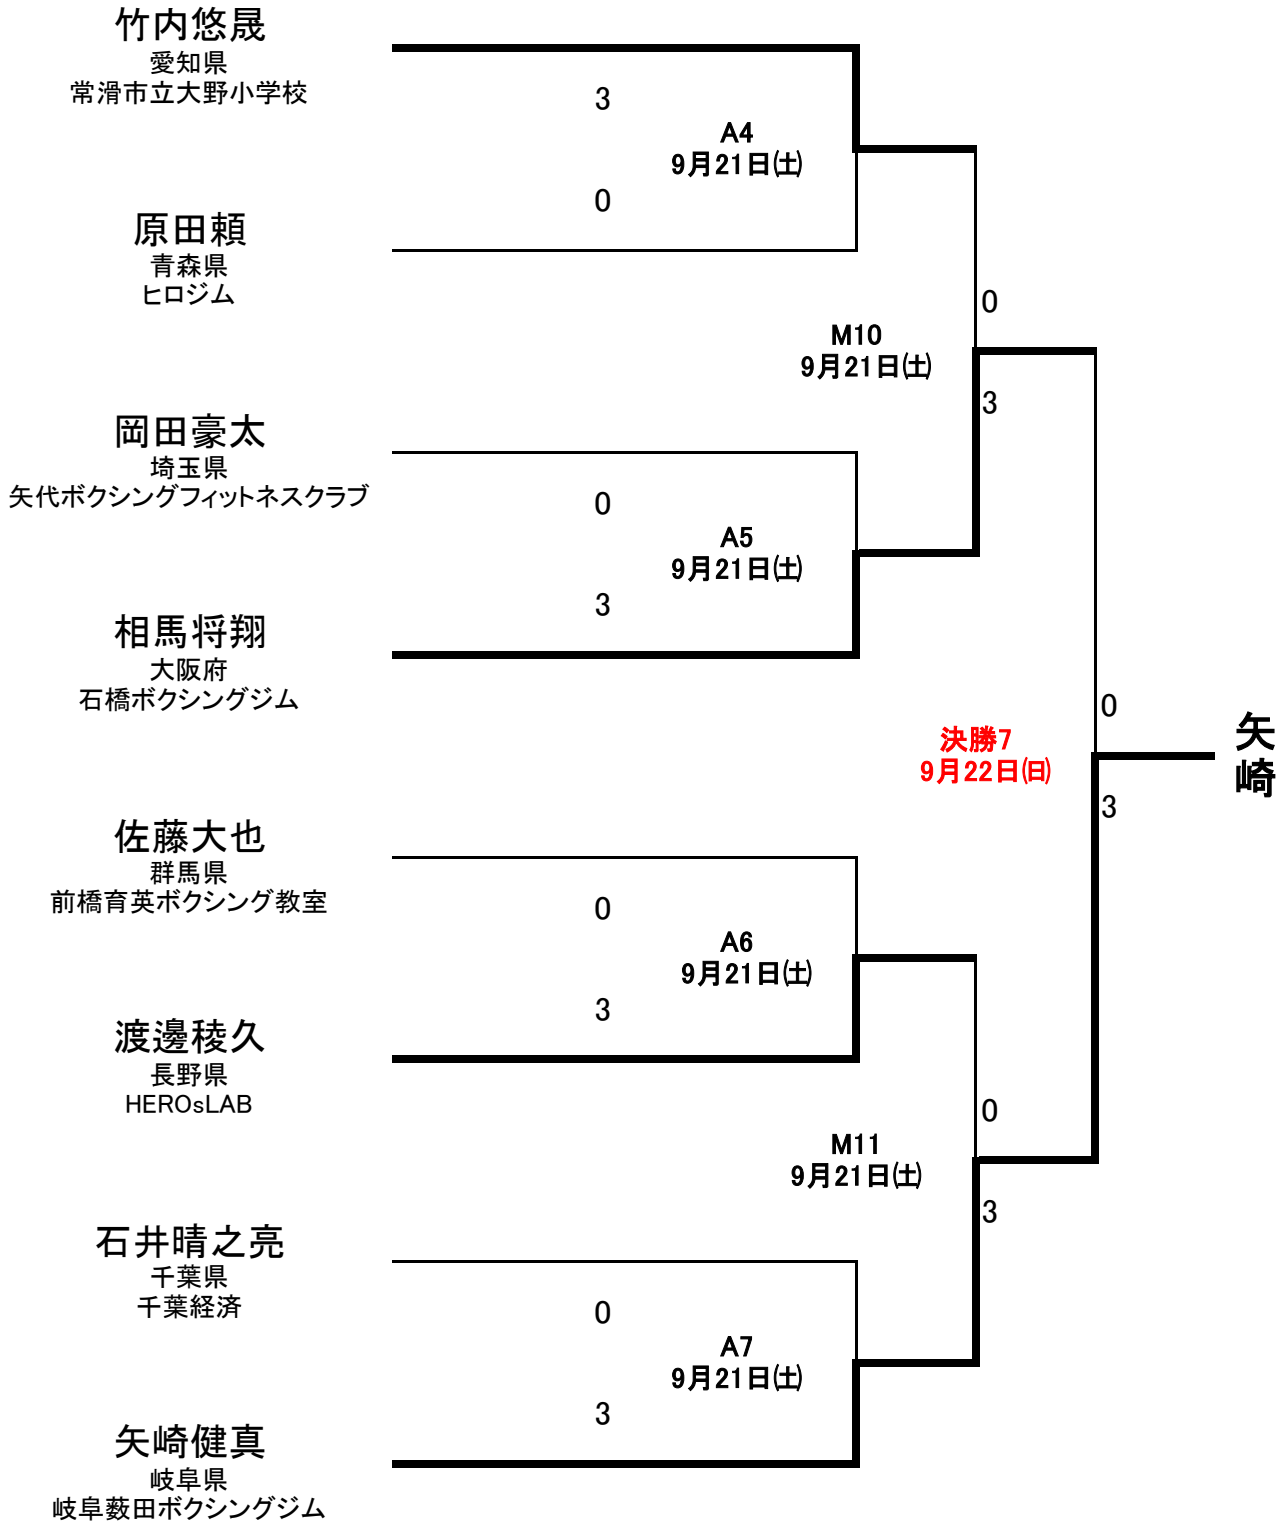 竹内悠晟
愛知県
常滑市立大野小学校
3
A4
9月21日(土)
0
原田頼
青森県
ヒロジム
0
M10
9月21日(土)
3
岡田豪太
埼玉県
矢代ボクシングフィットネスクラブ
0
A5
9月21日(土)
3
相馬将翔
大阪府
石橋ボクシングジム
0
決勝7
9月22日(日)
矢崎
3
佐藤大也
群馬県
前橋育英ボクシング教室
0
A6
9月21日(土)
3
渡邊稜久
長野県
HEROsLAB
0
M11
9月21日(土)
3
石井晴之亮
千葉県
千葉経済
0
A7
9月21日(土)
3
矢崎健真
岐阜県
岐阜薮田ボクシングジム